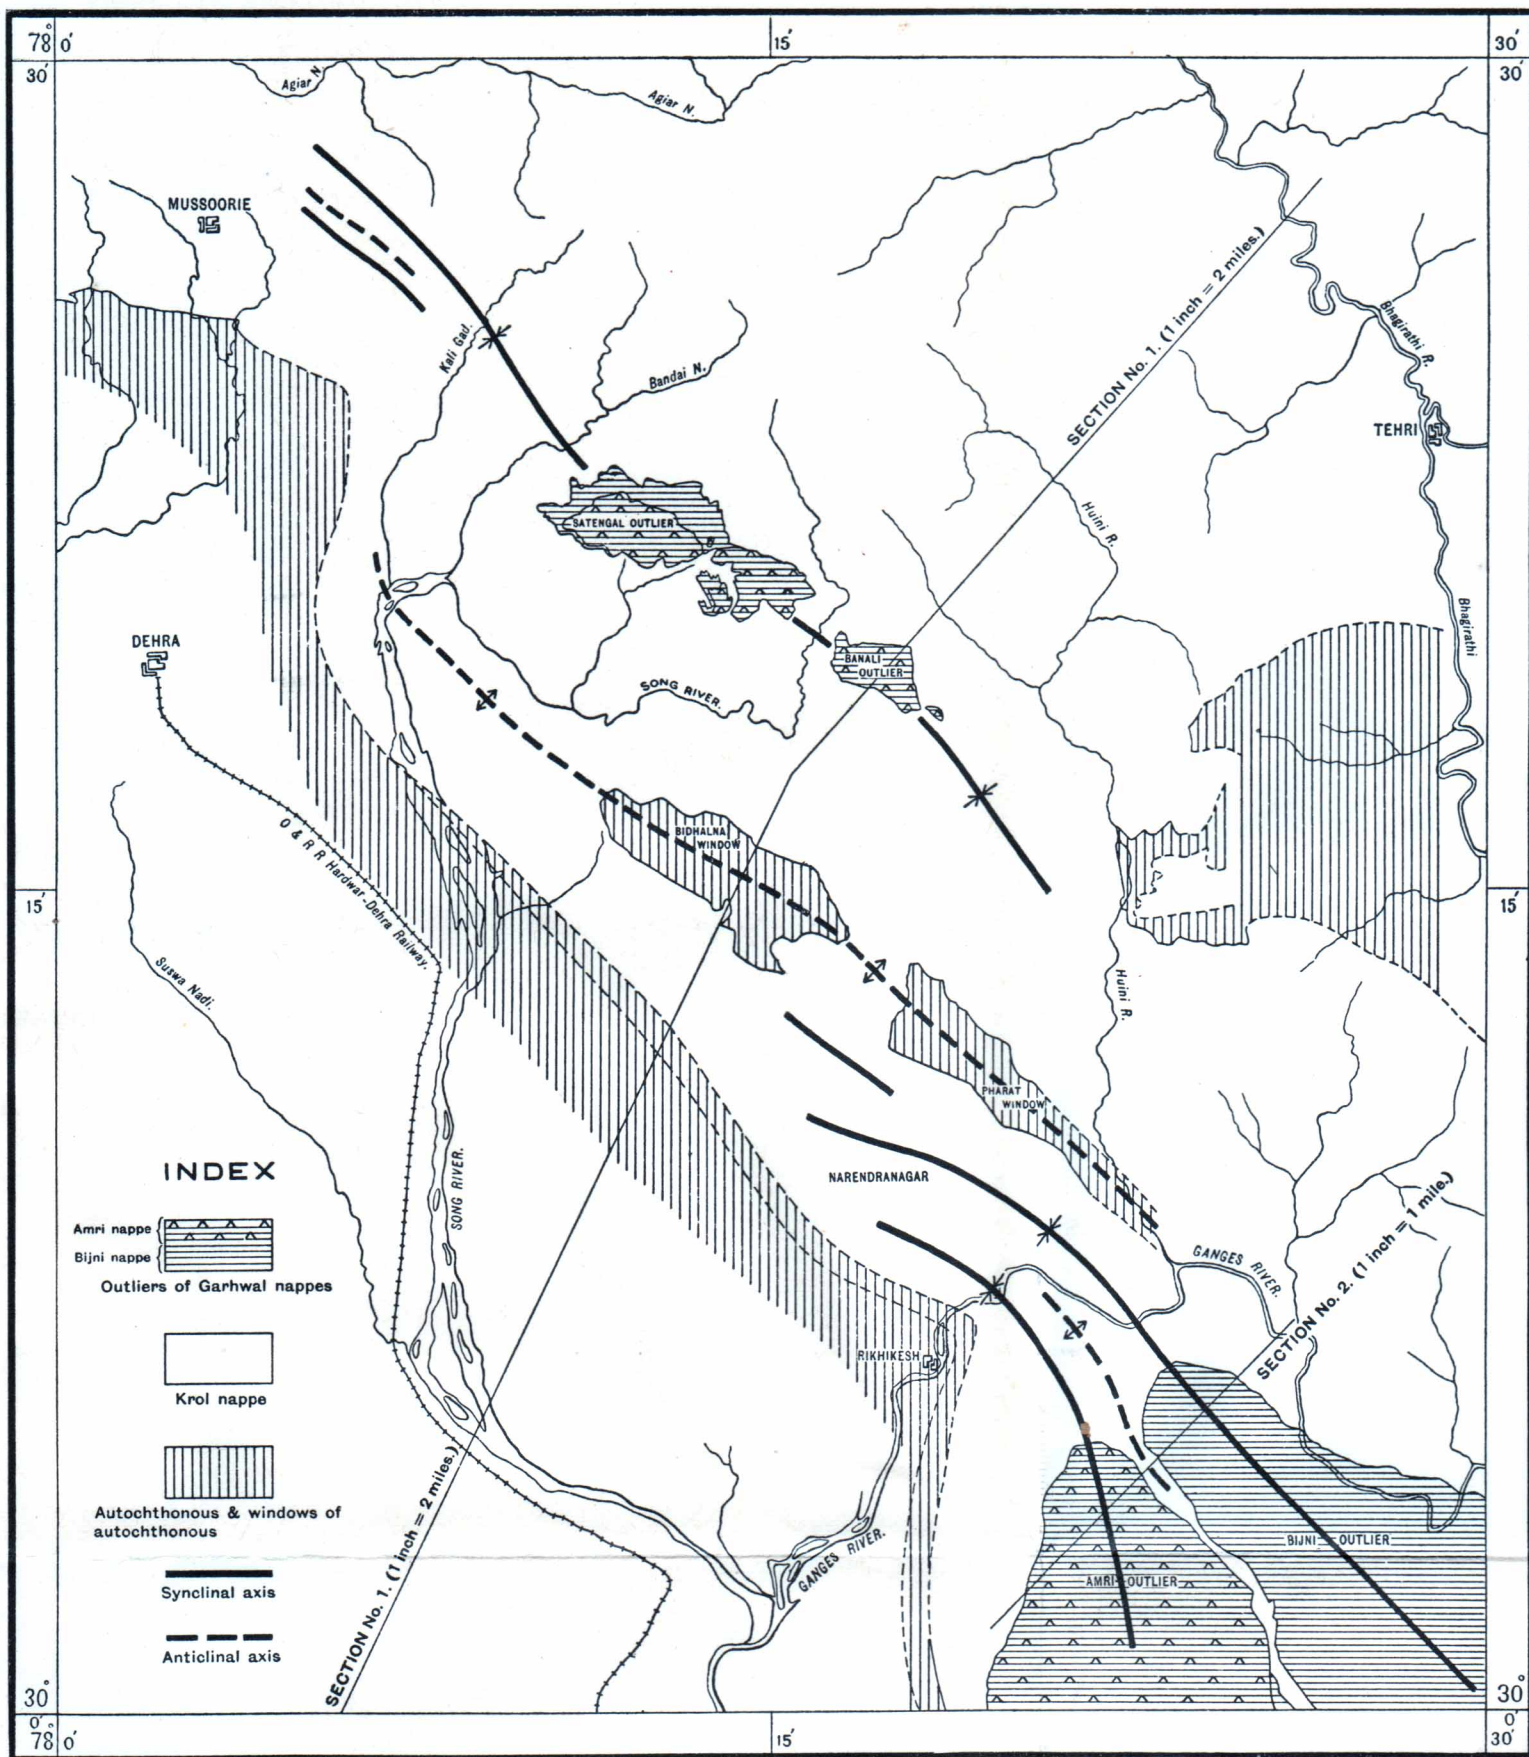 78° 0'
15'
30'
30'
30'
Agiar N.
Agiar N.
MUSSOORIE
Kali Gad.
Bandai N.
SECTION No. 1. (1 inch = 2 miles.)
Bhagirathi R.
TEHRI
SATENGAL OUTLIER
Huini R.
Bhagirathi
DEHRA
BANALI
OUTLIER
SONG RIVER.
O & R R Hardwar-Dehra Railway.
BIDHALNA
WINDOW
15'
15'
Suswa Nadi.
Huini R.
PHARAT
WINDOW
INDEX
SONG RIVER.
NARENDRANAGAR
Amri nappe
Bijni nappe
Outliers of Garhwal nappes
GANGES RIVER.
SECTION No. 2. (1 inch = 1 mile.)
RIKHIKESH
Krol nappe
Autochthonous & windows of
autochthonous
SECTION No. 1. (1 inch = 2 miles.)
GANGES RIVER.
BIJNI OUTLIER
AMRI OUTLIER
Synclinal axis
Anticlinal axis
30°
0'
78° 0'
15'
30°
0'
30'